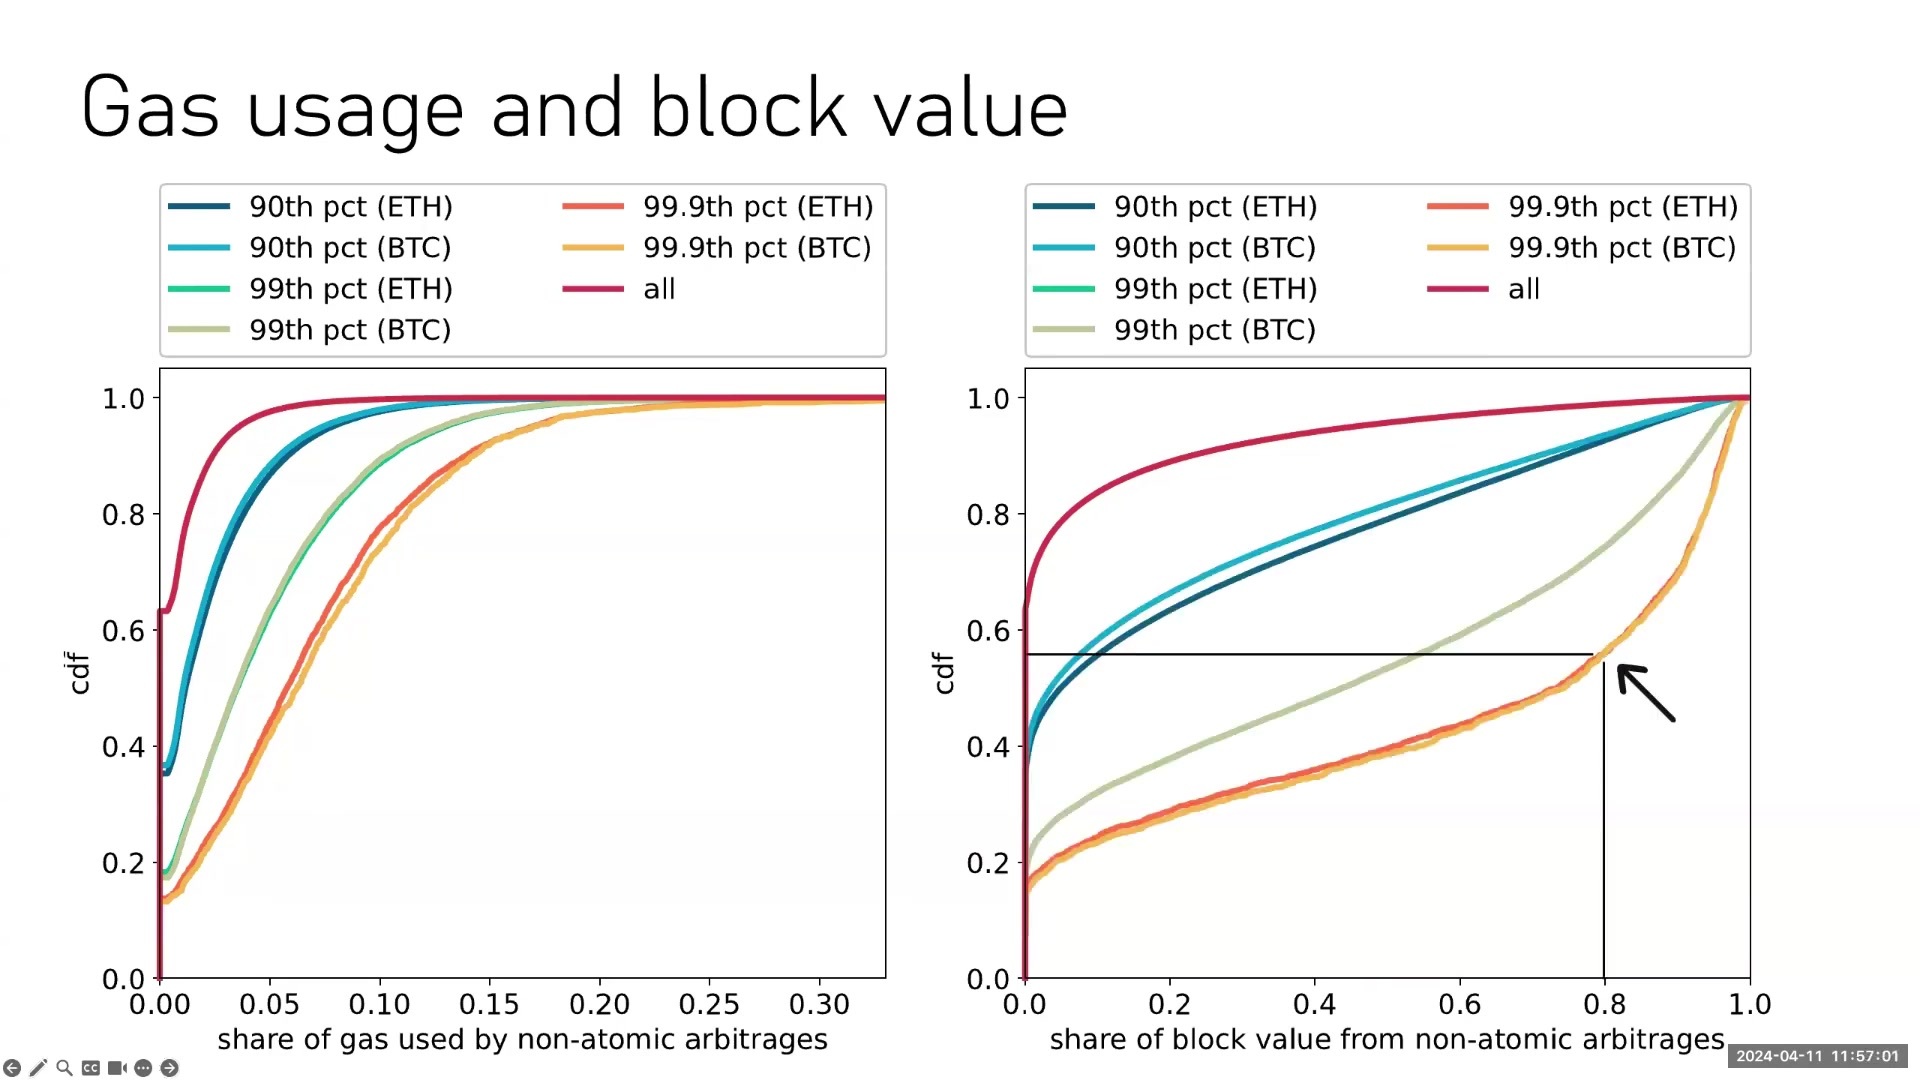 Gas usage and block value
90th pct (ETH)
90th pct (BTC)
99th pct (ETH)
99th pct (BTC)
99.9th pct (ETH)
99.9th pct (BTC)
all
1.0
0.8
0.6
0.4
0.2
0.0
cdf
0.00 0.05 0.10 0.15 0.20 0.25 0.30
share of gas used by non-atomic arbitrages
90th pct (ETH)
90th pct (BTC)
99th pct (ETH)
99th pct (BTC)
99.9th pct (ETH)
99.9th pct (BTC)
all
1.0
0.8
0.6
0.4
0.2
0.0
cdf
0.0 0.2 0.4 0.6 0.8 1.0
share of block value from non-atomic arbitrages
CC
2024-04-11 11:57:01